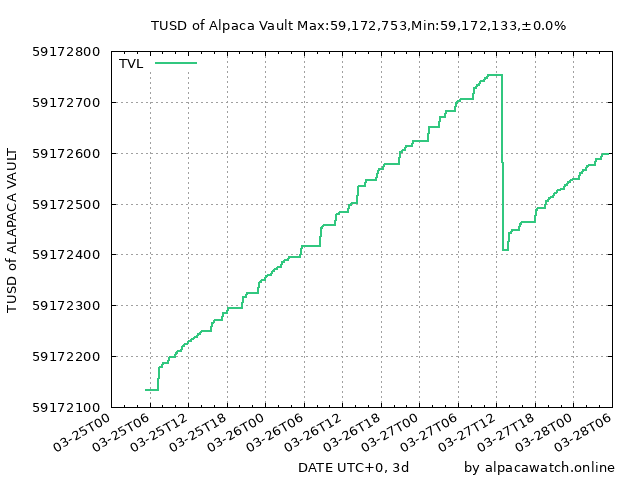 TUSD of Alpaca Vault Max:59,172,753,Min:59,172,133,±0.0%
TVL
59172800
59172700
59172600
59172500
59172400
59172300
59172200
59172100
TUSD of ALAPACA VAULT
03-25T00
03-25T06
03-25T12
03-25T18
03-26T00
03-26T06
03-26T12
03-26T18
03-27T00
03-27T06
03-27T12
03-27T18
03-28T00
03-28T06
DATE UTC+0, 3d
by alpacawatch.online